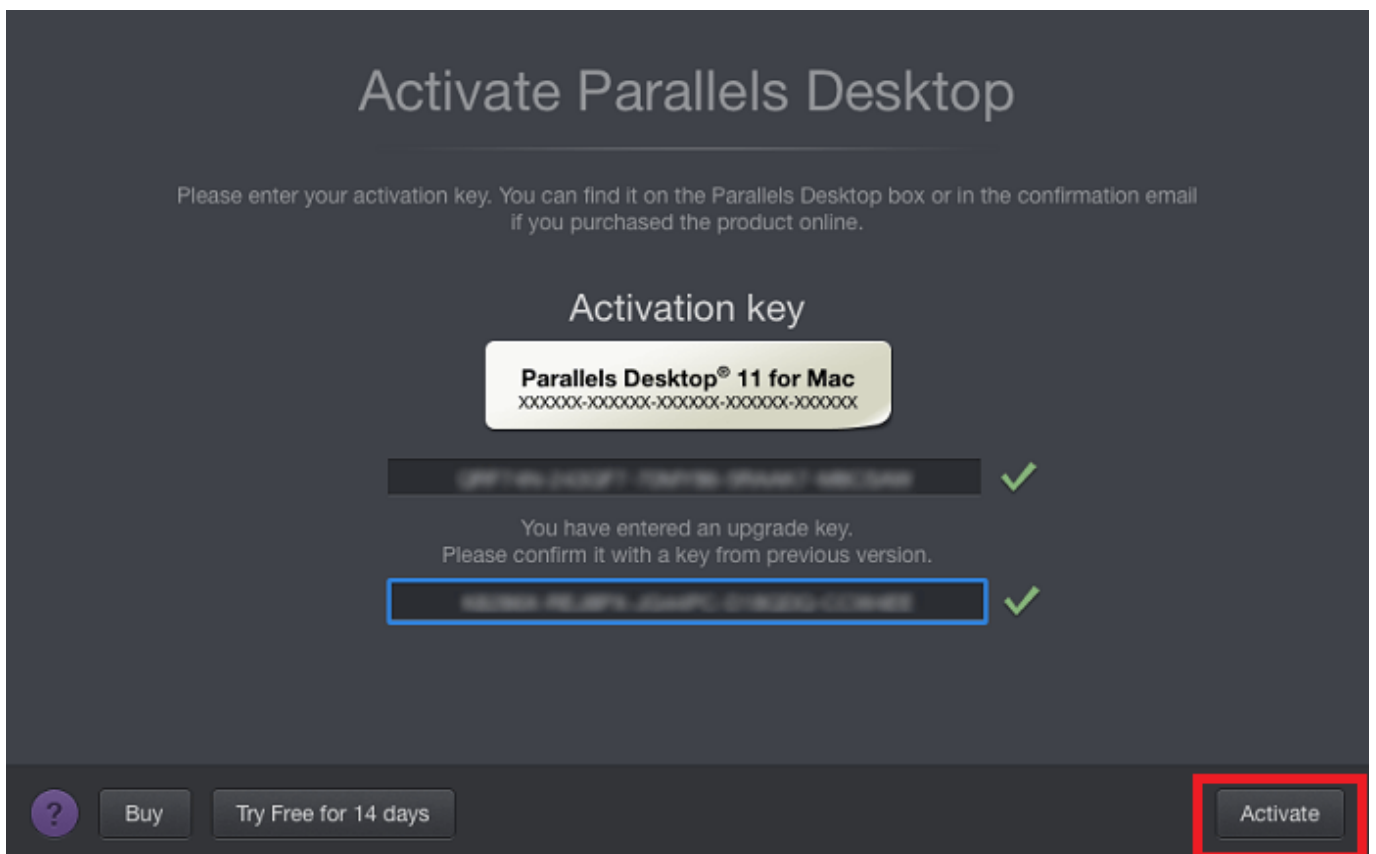 Activate Parallels Desktop
Please enter your activation key. You can find it on the Parallels Desktop box or in the confirmation email
if you purchased the product online.
Activation key
Parallels Desktop® 11 for Mac
XXXXXX-XXXXXX-XXXXXX-XXXXXX-XXXXXX
You have entered an upgrade key.
Please confirm it with a key from previous version.
? Buy Try Free for 14 days Activate